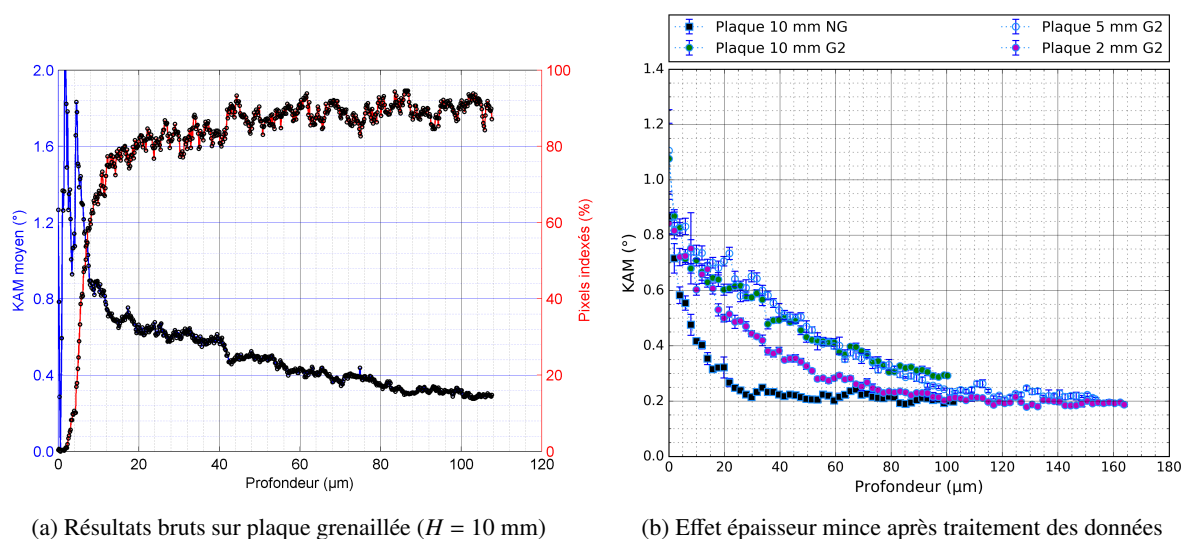 2.0
1.6
1.2
0.8
0.4
0.0
KAM moyen (°)
100
80
60
40
20
0
Pixels indexés (%)
0 20 40 60 80 100 120
Profondeur (µm)
(a) Résultats bruts sur plaque grenaillée (H = 10 mm)
Plaque 10 mm NG
Plaque 10 mm G2
Plaque 5 mm G2
Plaque 2 mm G2
1.4
1.2
1.0
0.8
0.6
0.4
0.2
0.0
KAM (°)
0 20 40 60 80 100 120 140 160 180
Profondeur (µm)
(b) Effet épaisseur mince après traitement des données